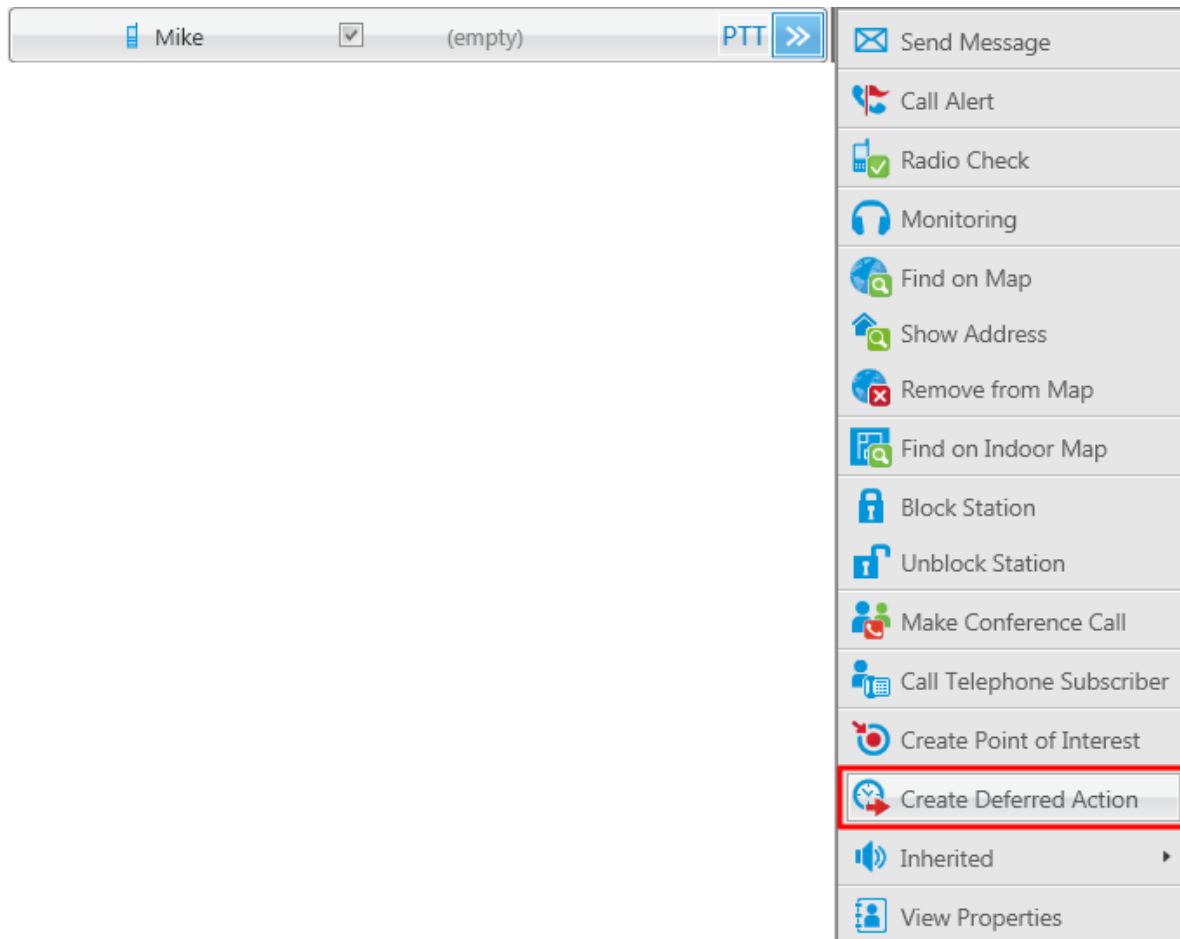 Mike (empty) PTT
Send Message
Call Alert
Radio Check
Monitoring
Find on Map
Show Address
Remove from Map
Find on Indoor Map
Block Station
Unblock Station
Make Conference Call
Call Telephone Subscriber
Create Point of Interest
Create Deferred Action
Inherited
View Properties